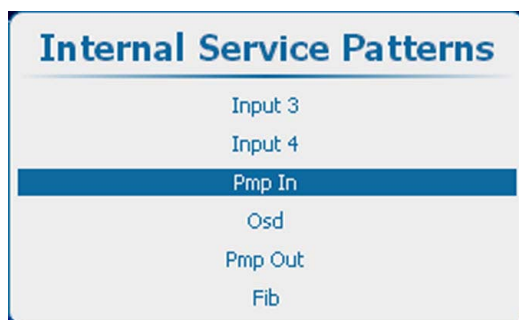 Internal Service Patterns
Input 3
Input 4
Pmp In
Osd
Pmp Out
Fib